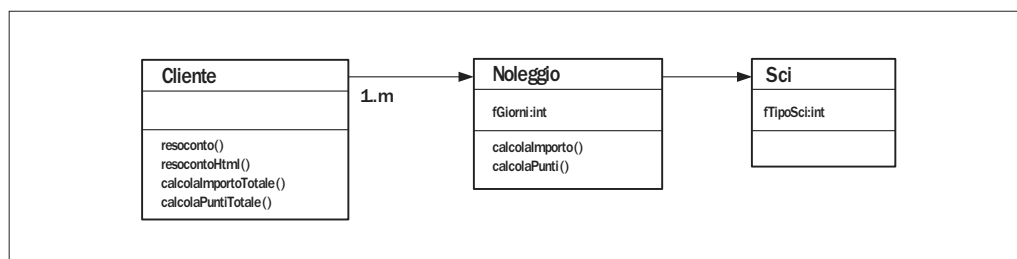 Cliente
resoconto()
resocontoHtml()
calcolaImportoTotale()
calcolaPuntiTotale()
1..m
Noleggio
fGiorni:int
calcolaImporto()
calcolaPunti()
Sci
fTipoSci:int